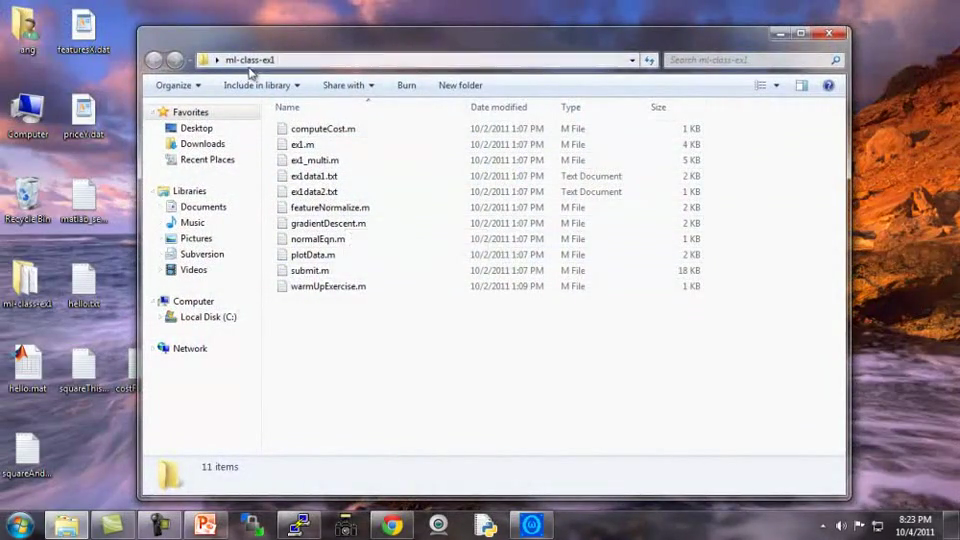 ang
featuresX.dat
Computer
priceY.dat
Recycle Bin
matlab_se...
ml-class-ex1
hello.txt
hello.mat
squareThis...
squareAnd...
ml-class-ex1
Search ml-class-ex1
Organize Include in library Share with Burn New folder
Favorites
Desktop
Downloads
Recent Places
Libraries
Documents
Music
Pictures
Subversion
Videos
Computer
Local Disk (C:)
Network
Name Date modified Type Size
computeCost.m 10/2/2011 1:07 PM M File 1 KB
ex1.m 10/2/2011 1:07 PM M File 4 KB
ex1_multi.m 10/2/2011 1:07 PM M File 5 KB
ex1data1.txt 10/2/2011 1:07 PM Text Document 2 KB
ex1data2.txt 10/2/2011 1:07 PM Text Document 1 KB
featureNormalize.m 10/2/2011 1:07 PM M File 1 KB
gradientDescent.m 10/2/2011 1:07 PM M File 1 KB
normalEqn.m 10/2/2011 1:07 PM M File 1 KB
plotData.m 10/2/2011 1:07 PM M File 1 KB
submit.m 10/2/2011 1:07 PM M File 18 KB
warmUpExercise.m 10/2/2011 1:09 PM M File 1 KB
11 items
8:23 PM
10/4/2011